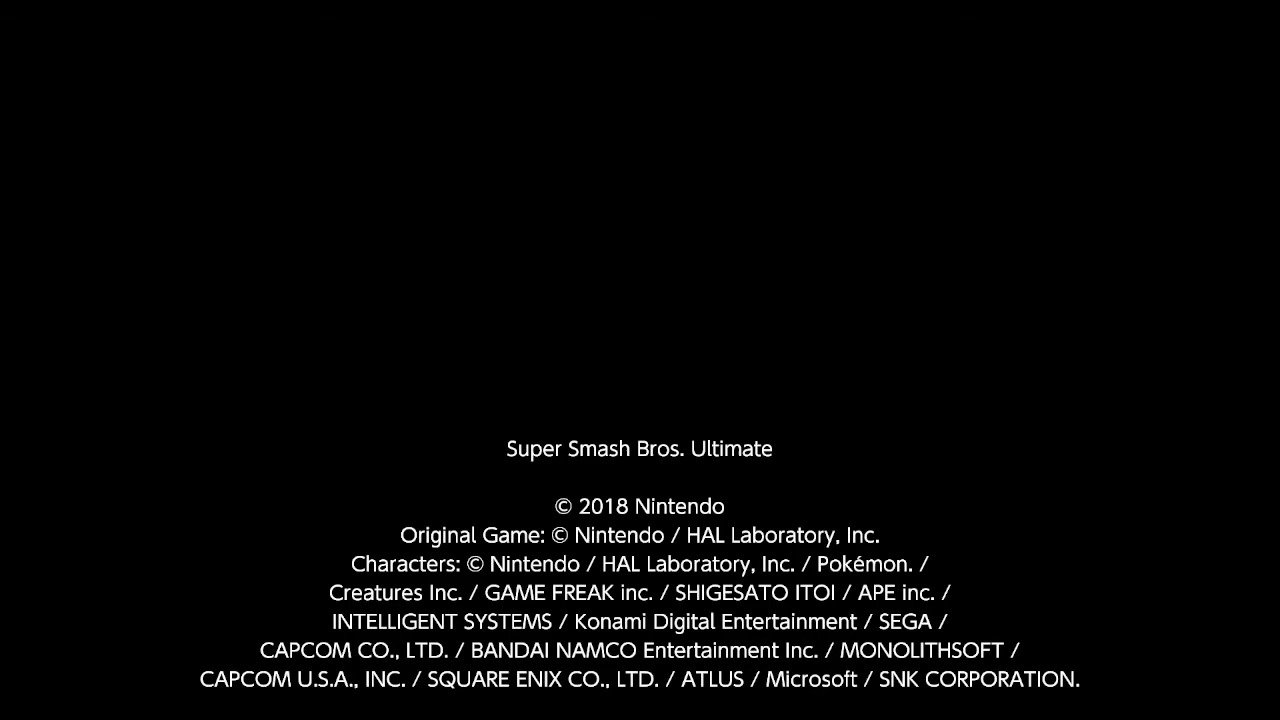 Super Smash Bros. Ultimate
© 2018 Nintendo
Original Game: © Nintendo / HAL Laboratory, Inc.
Characters: © Nintendo / HAL Laboratory, Inc. / Pokémon. /
Creatures Inc. / GAME FREAK inc. / SHIGESATO ITOI / APE inc. /
INTELLIGENT SYSTEMS / Konami Digital Entertainment / SEGA /
CAPCOM CO., LTD. / BANDAI NAMCO Entertainment Inc. / MONOLITHSOFT /
CAPCOM U.S.A., INC. / SQUARE ENIX CO., LTD. / ATLUS / Microsoft / SNK CORPORATION.